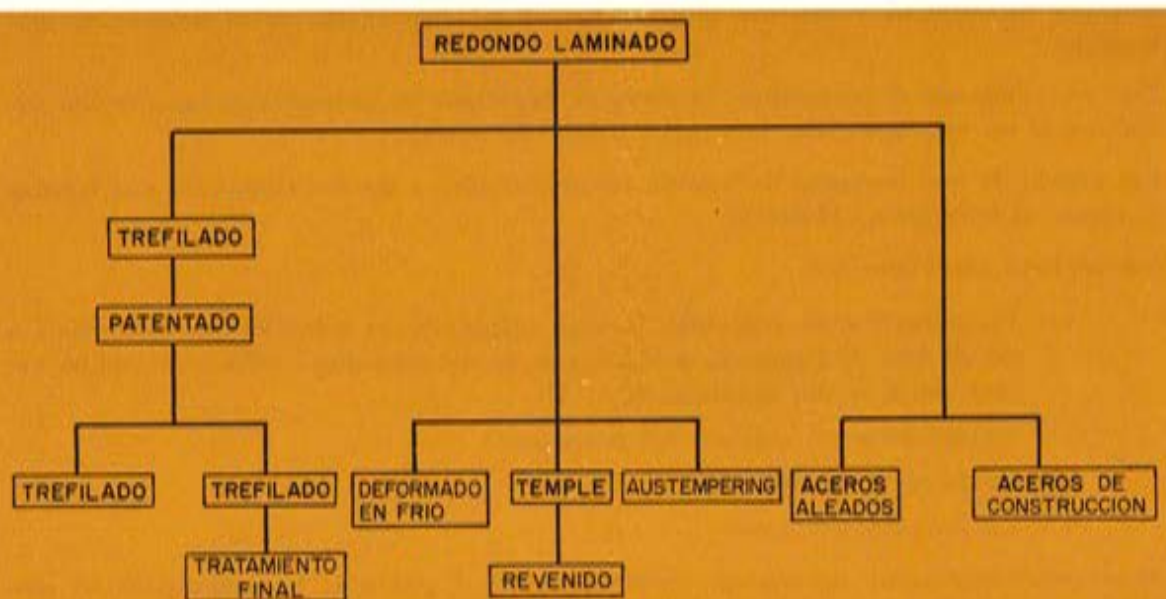 REDONDO LAMINADO
TREFILADO
PATENTADO
TREFILADO
TREFILADO
DEFORMADO
EN FRIO
TEMPLE
AUSTEMPERING
ACEROS
ALEADOS
ACEROS DE
CONSTRUCCION
TRATAMIENTO
FINAL
REVENIDO